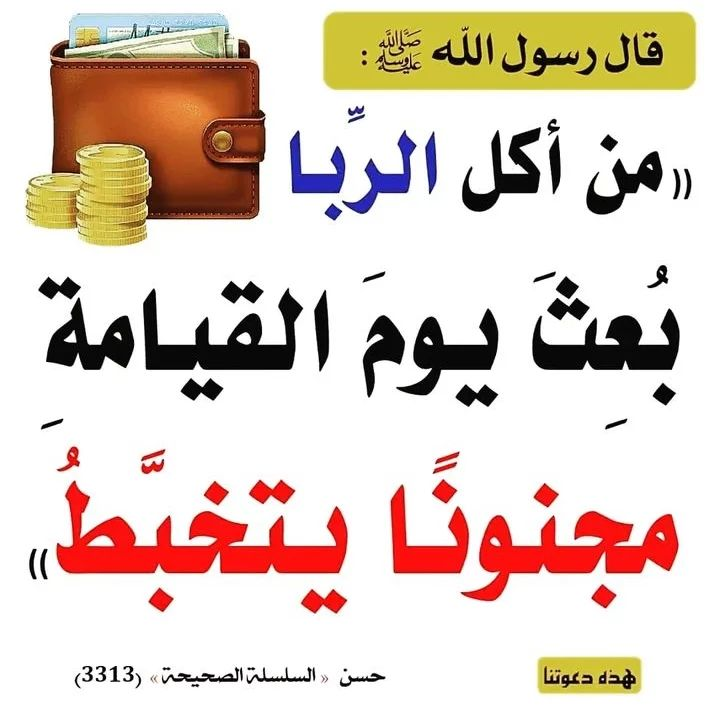 قال رسول الله ﷺ :
((من أكل الرِّبا
بُعِثَ يومَ القيامةِ
مجنونًا يتخبَّطُ))
حسن « السلسلة الصحيحة » (3313)
هذه دعوتنا